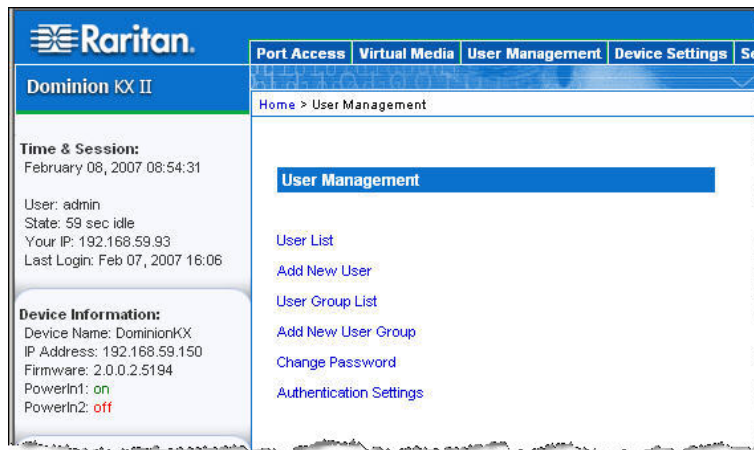 Raritan.
Port Access Virtual Media User Management Device Settings
Dominion KX II
Home > User Management
Time & Session:
February 08, 2007 08:54:31
User: admin
State: 59 sec idle
Your IP: 192.168.59.93
Last Login: Feb 07, 2007 16:06
Device Information:
Device Name: DominionKX
IP Address: 192.168.59.150
Firmware: 2.0.0.2.5194
PowerIn1: on
PowerIn2: off
User Management
User List
Add New User
User Group List
Add New User Group
Change Password
Authentication Settings